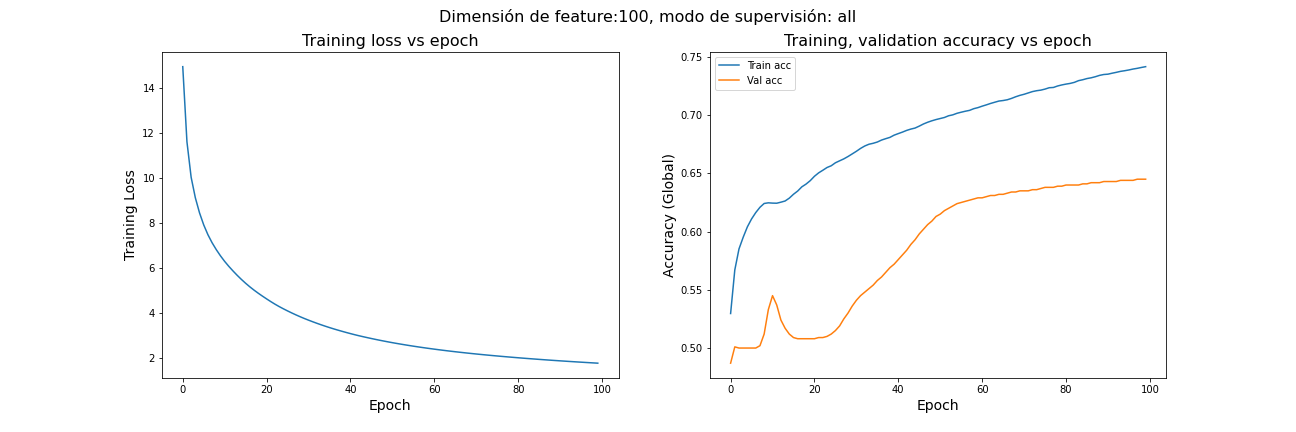 Dimensión de feature:100, modo de supervisión: all
Training loss vs epoch
Training Loss
14
12
10
8
6
4
2
0 20 40 60 80 100
Epoch
Training, validation accuracy vs epoch
Train acc
Val acc
Accuracy (Global)
0.75
0.70
0.65
0.60
0.55
0.50
0 20 40 60 80 100
Epoch